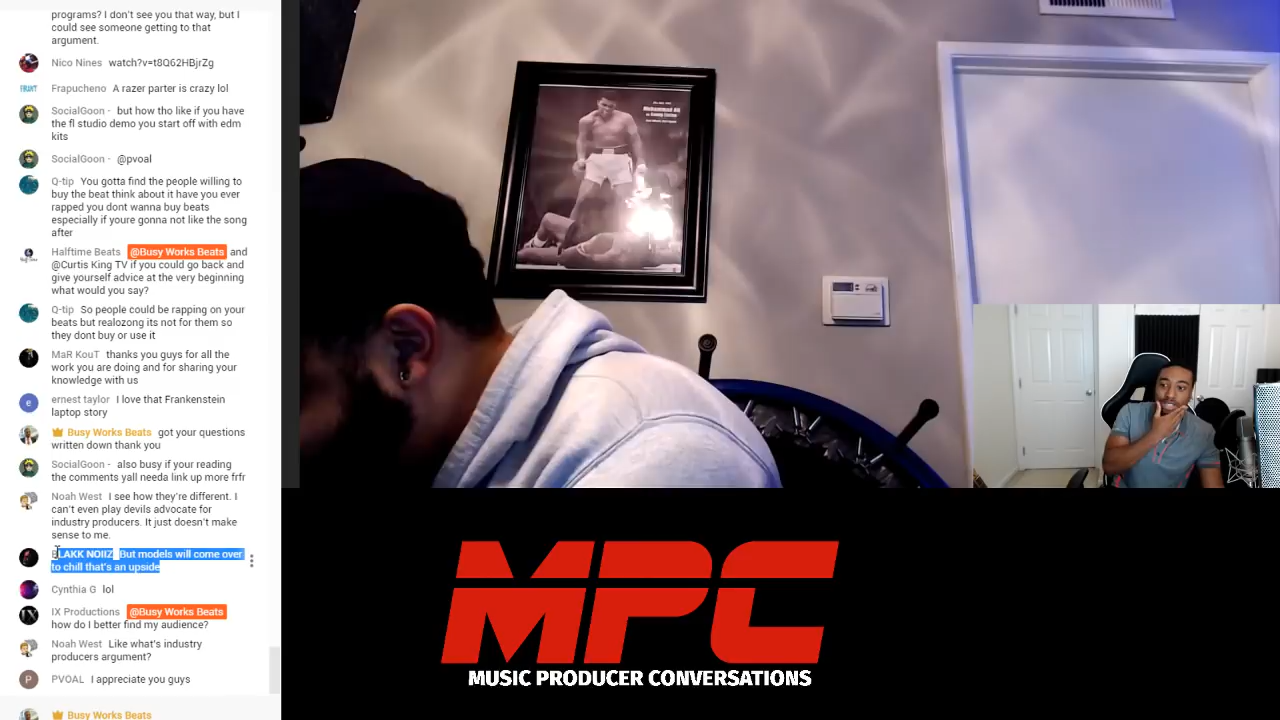 programs? I don't see you that way, but I
could see someone getting to that
argument.
Nico Nines watch?v=t8Q62HBjrZg
Frapucheno A razer parter is crazy lol
SocialGoon - but how tho like if you have
the fl studio demo you start off with edm
kits
SocialGoon - @pvoal
Q-tip You gotta find the people willing to
buy the beat think about it have you ever
rapped you dont wanna buy beats
especially if youre gonna not like the song
after
Halftime Beats @Busy Works Beats and
@Curtis King TV if you could go back and
give yourself advice at the very beginning
what would you say?
Q-tip So people could be rapping on your
beats but realozong its not for them so
they dont buy or use it
MaR KouT thanks you guys for all the
work you are doing and for sharing your
knowledge with us
e
ernest taylor I love that Frankenstein
laptop story
Busy Works Beats got your questions
written down thank you
SocialGoon - also busy if your reading
the comments yall needa link up more frfr
Noah West I see how they're different. I
can't even play devils advocate for
industry producers. It just doesn't make
sense to me.
BLAKK NOIIZ But models will come over
to chill that's an upside
Cynthia G lol
IX
IX Productions @Busy Works Beats
how do I better find my audience?
Noah West Like what's industry
producers argument?
P
PVOAL I appreciate you guys
Busy Works Beats
Muhammad Ali
MPC
MUSIC PRODUCER CONVERSATIONS